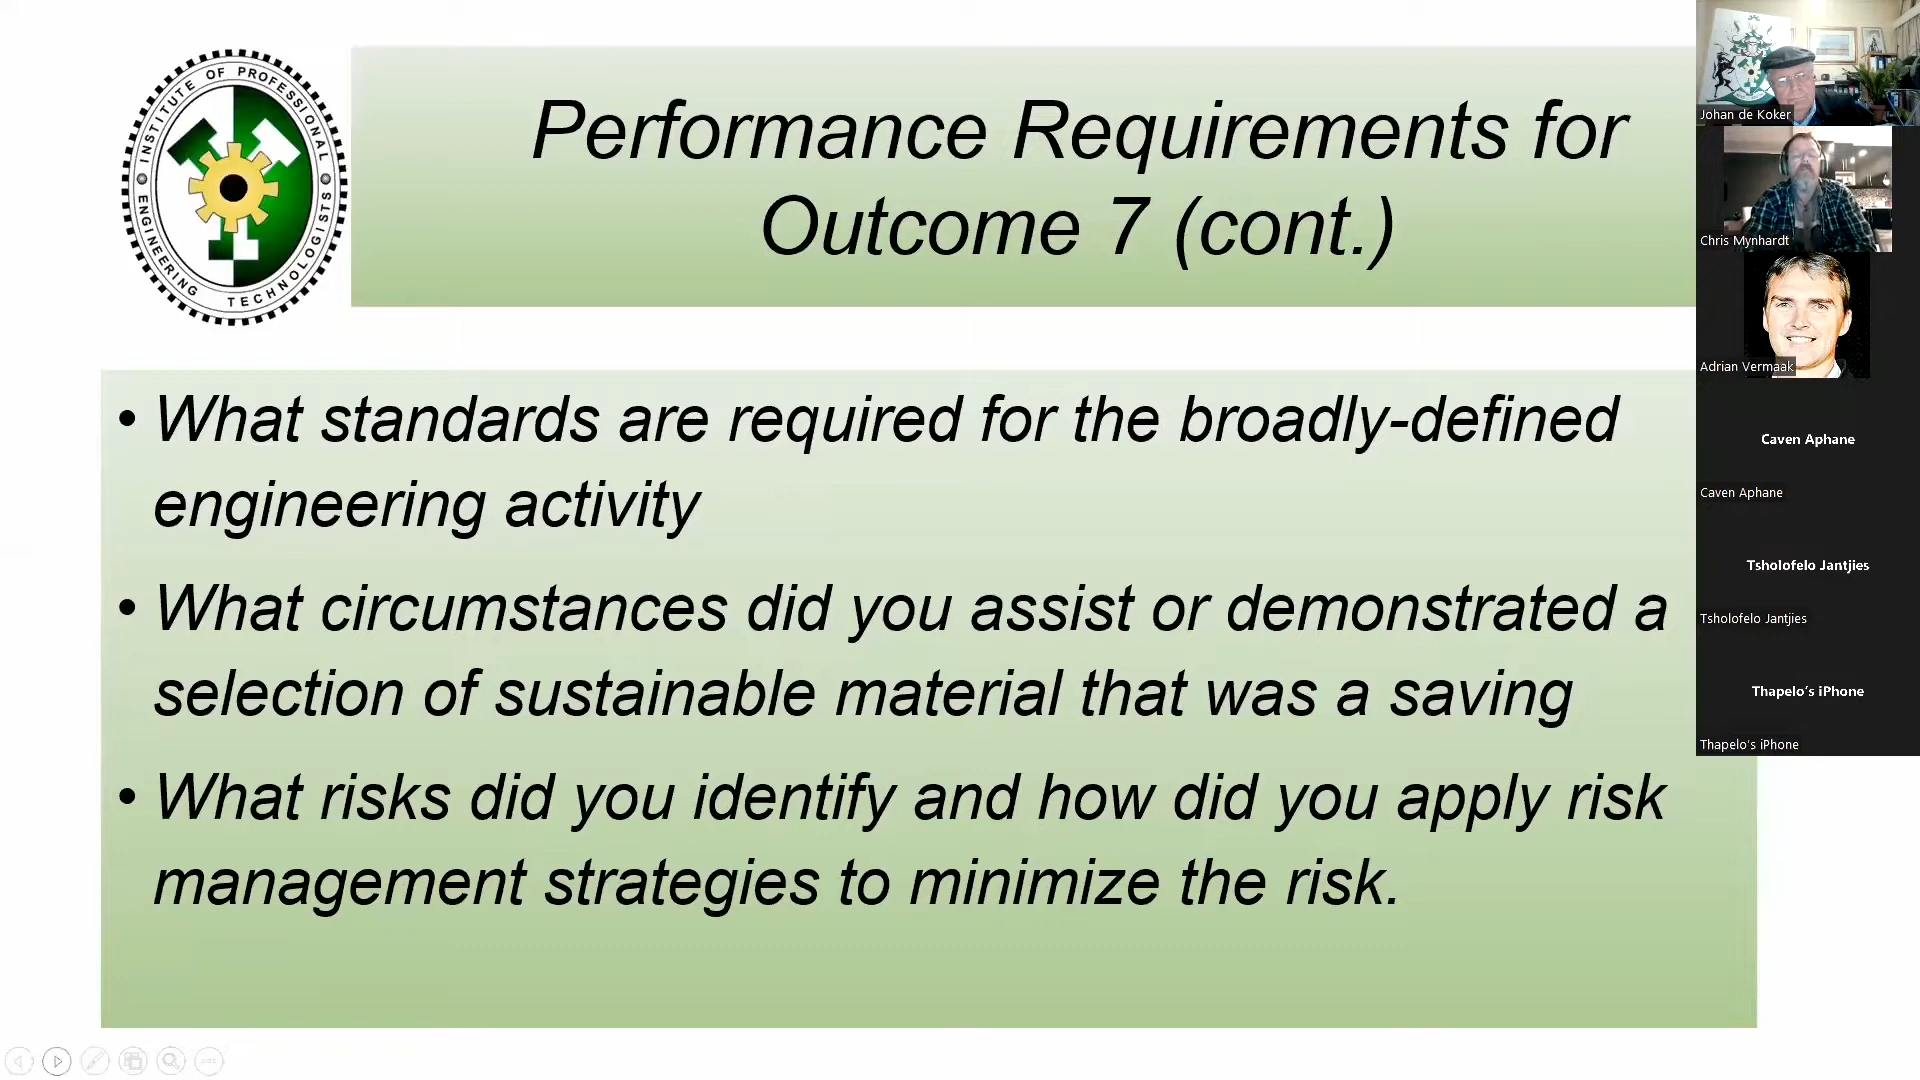 INSTITUTE OF PROFESSIONAL
ENGINEERING TECHNOLOGISTS
Performance Requirements for
Outcome 7 (cont.)
• What standards are required for the broadly-defined
engineering activity
• What circumstances did you assist or demonstrated a
selection of sustainable material that was a saving
• What risks did you identify and how did you apply risk
management strategies to minimize the risk.
Johan de Koker
Chris Mynhardt
Adrian Vermaak
Caven Aphane
Caven Aphane
Tsholofelo Jantjies
Tsholofelo Jantjies
Thapelo's iPhone
Thapelo's iPhone